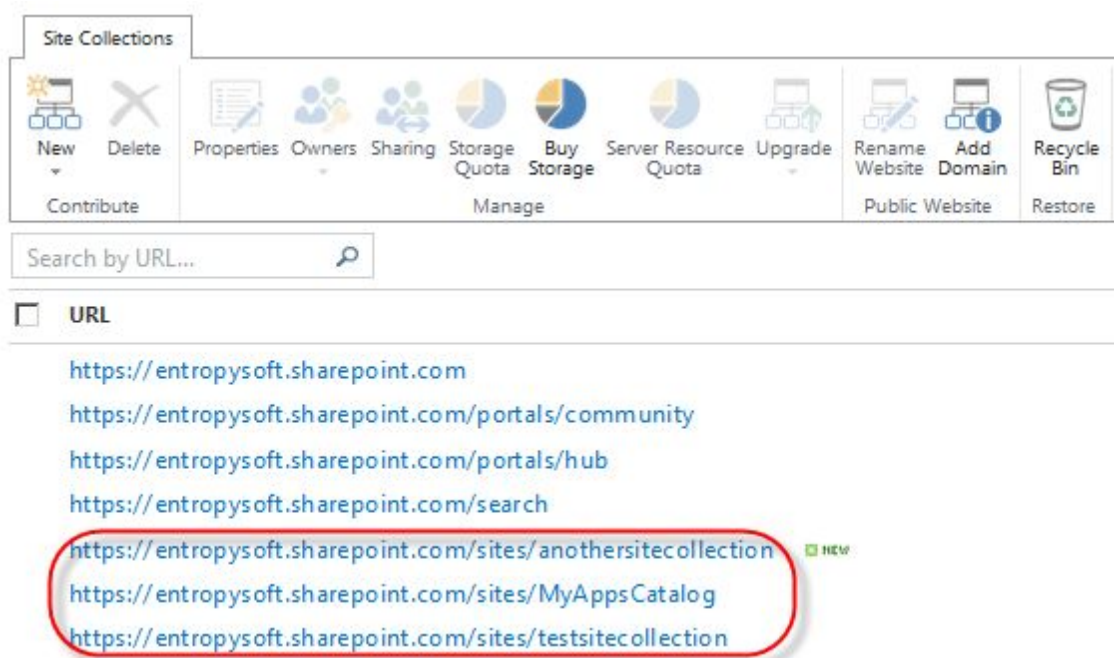 Site Collections
New
Delete
Properties
Owners
Sharing
Storage Quota
Buy Storage
Server Resource Quota
Upgrade
Rename Website
Add Domain
Recycle Bin
Contribute
Manage
Public Website
Restore
Search by URL...
URL
https://entropysoft.sharepoint.com
https://entropysoft.sharepoint.com/portals/community
https://entropysoft.sharepoint.com/portals/hub
https://entropysoft.sharepoint.com/search
https://entropysoft.sharepoint.com/sites/anothersitecollection NEW
https://entropysoft.sharepoint.com/sites/MyAppsCatalog
https://entropysoft.sharepoint.com/sites/testsitecollection